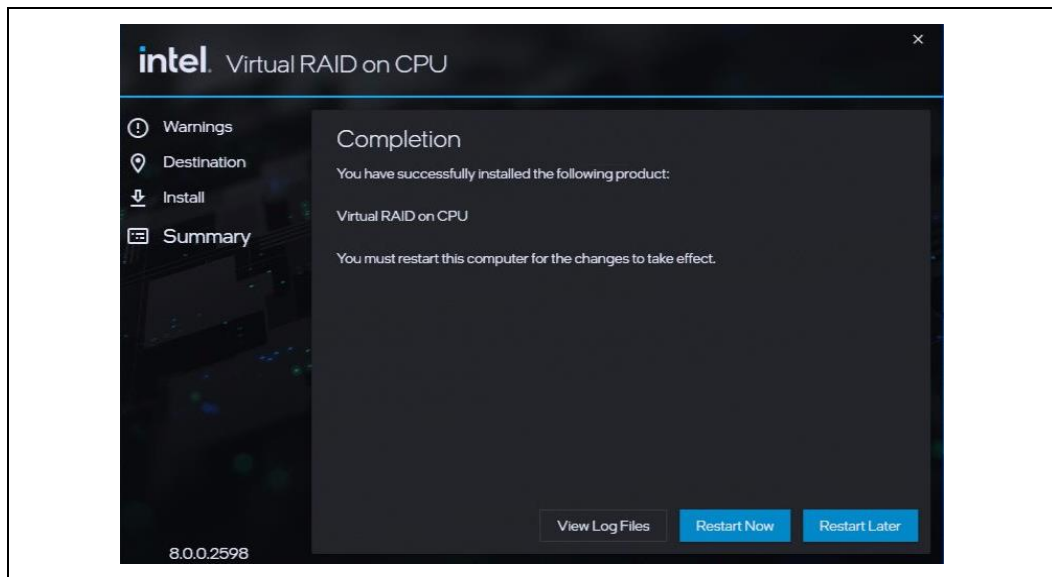 intel. Virtual RAID on CPU
Warnings
Destination
Install
Summary
Completion
You have successfully installed the following product:
Virtual RAID on CPU
You must restart this computer for the changes to take effect.
View Log Files
Restart Now
Restart Later
8.0.0.2598